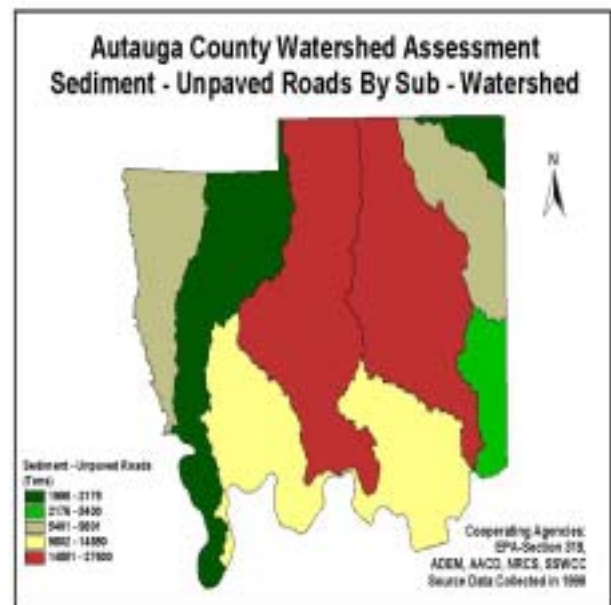 Autauga County Watershed Assessment
Sediment - Unpaved Roads By Sub - Watershed
N
Sediment - Unpaved Roads
(Tons)
Cooperating Agencies:
EPA-Section 319,
ADEM, AACD, NRCS, SSWCC
Source Data Collected in 1998